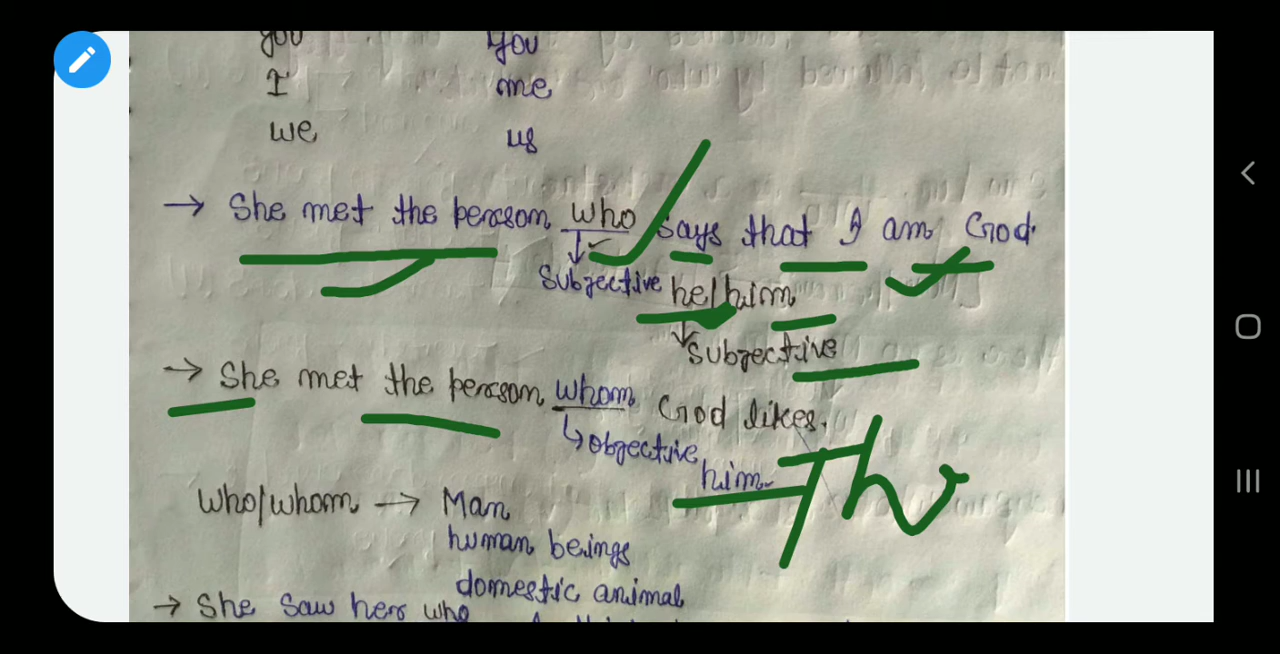 you You
I me
we us
→ She met the person who says that I am God.
Subjective he/him
Subjective
→ She met the person whom God likes.
objective
him
who/whom → Man
human beings
domestic animal
→ She saw her who